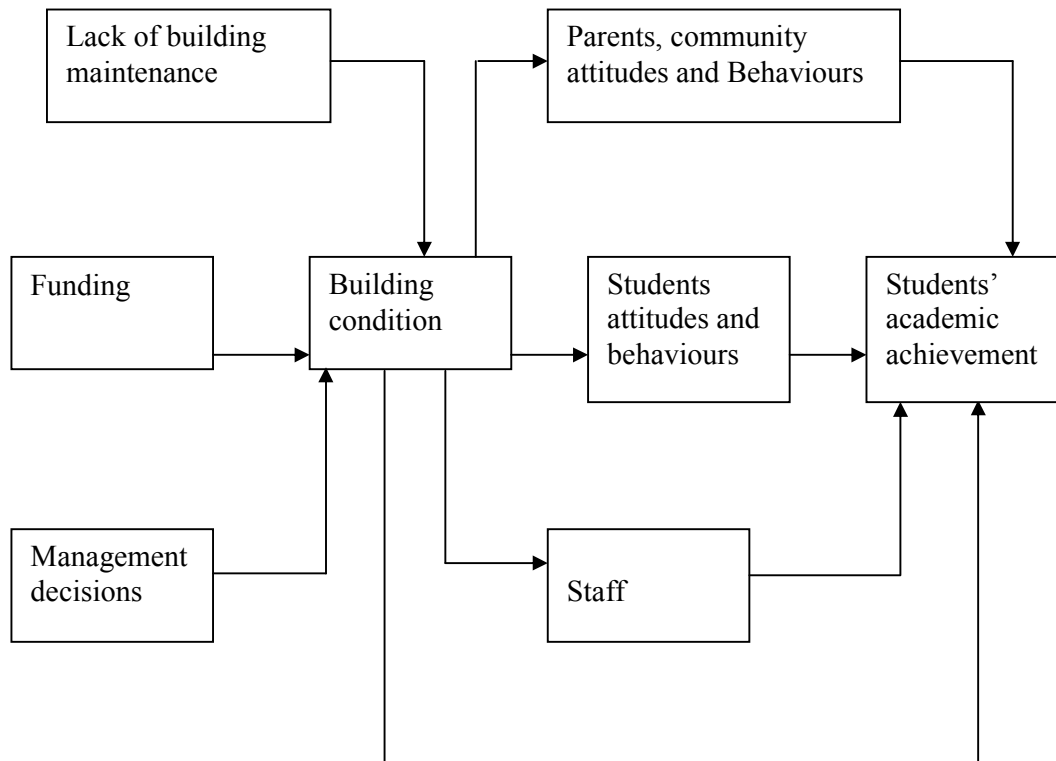 Lack of building
maintenance
Parents, community
attitudes and Behaviours
Funding
Building
condition
Students
attitudes and
behaviours
Students’
academic
achievement
Management
decisions
Staff